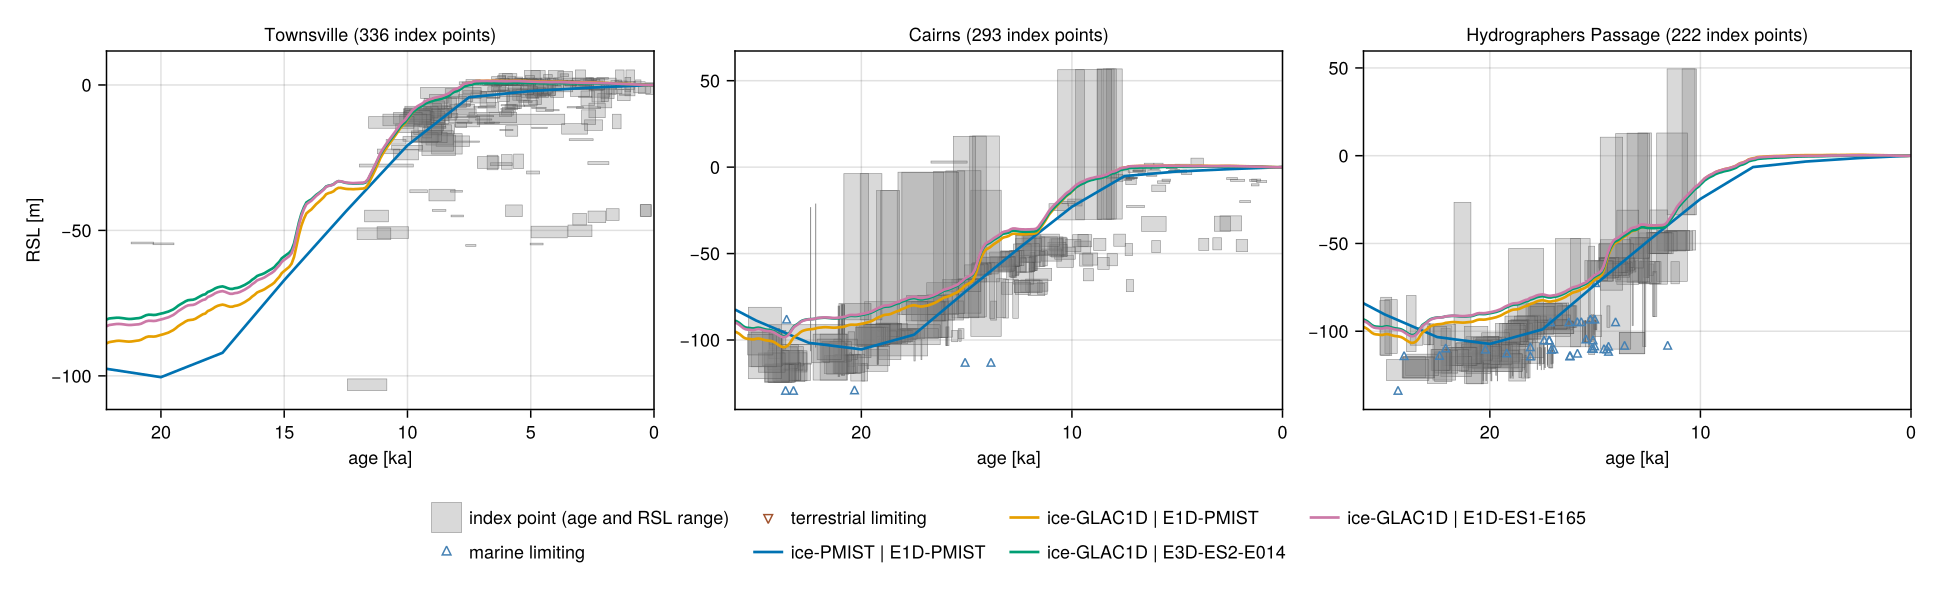 Townsville (336 index points)
Cairns (293 index points)
Hydrographers Passage (222 index points)
RSL [m]
0
−50
−100
20
15
10
5
0
age [ka]
50
0
−50
−100
20
10
0
age [ka]
50
0
−50
−100
20
10
0
age [ka]
index point (age and RSL range)
terrestrial limiting
ice-GLAC1D | E1D-PMIST
ice-GLAC1D | E1D-ES1-E165
marine limiting
ice-PMIST | E1D-PMIST
ice-GLAC1D | E3D-ES2-E014